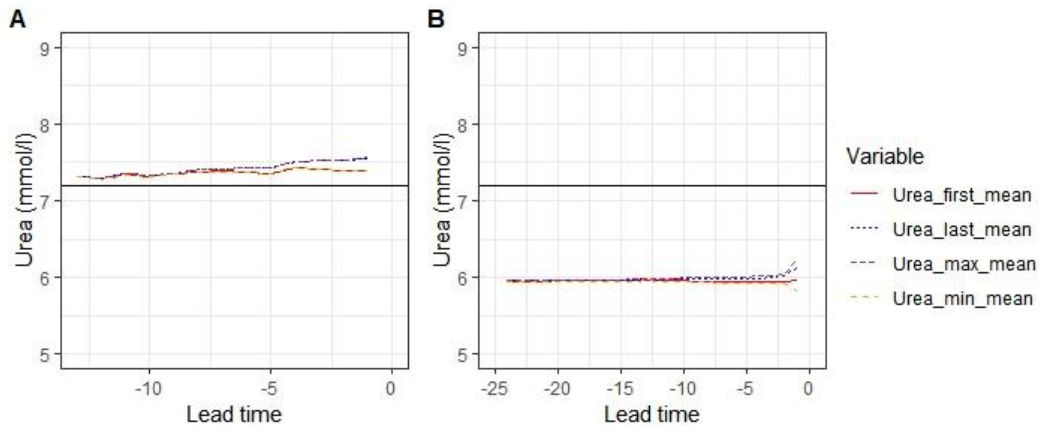 A
B
Urea (mmol/l)
9
8
7
6
5
-10
-5
0
Lead time
Urea (mmol/l)
9
8
7
6
5
-25
-20
-15
-10
-5
0
Lead time
Variable
Urea_first_mean
Urea_last_mean
Urea_max_mean
Urea_min_mean